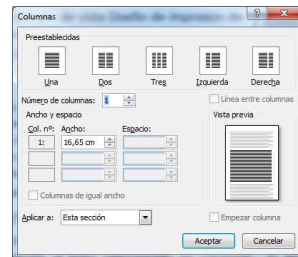 Columnas
Preestablecidas
Una Dos Tres Izquierda Derecha
Número de columnas: 1
Línea entre columnas
Ancho y espacio
Vista previa
Col. nº: Ancho: Espacio:
1: 16,65 cm
Columnas de igual ancho
Aplicar a: Esta sección
Empezar columna
Aceptar Cancelar